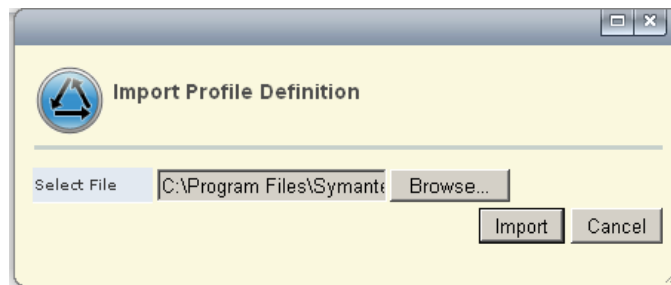 Import Profile Definition
Select File C:\Program Files\Symante Browse...
Import Cancel